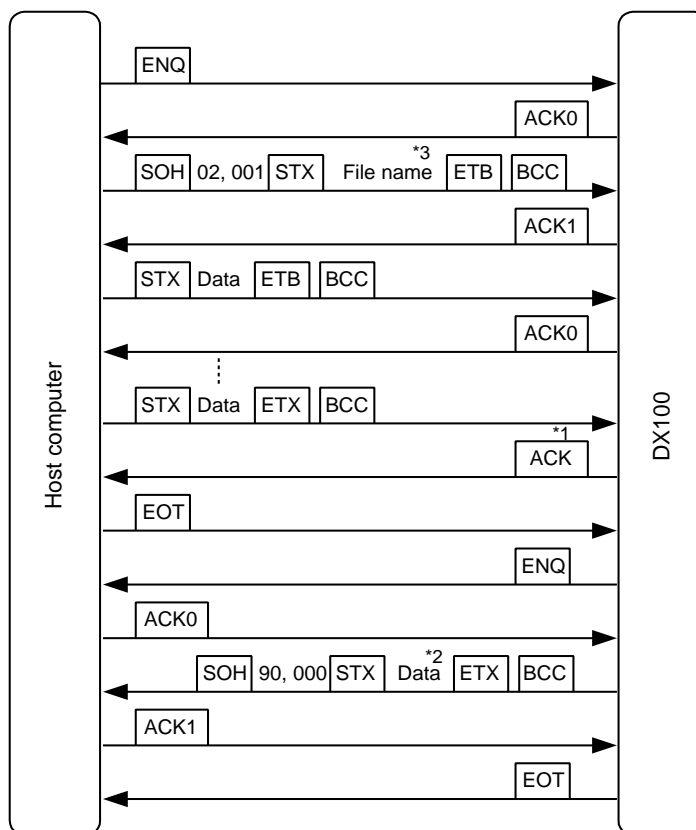 ENQ
ACK0
*3
SOH 02, 001 STX File name ETB BCC
ACK1
STX Data ETB BCC
ACK0
STX Data ETX BCC
*1
ACK
EOT
ENQ
ACK0
*2
SOH 90, 000 STX Data ETX BCC
ACK1
EOT
Host computer
DX100